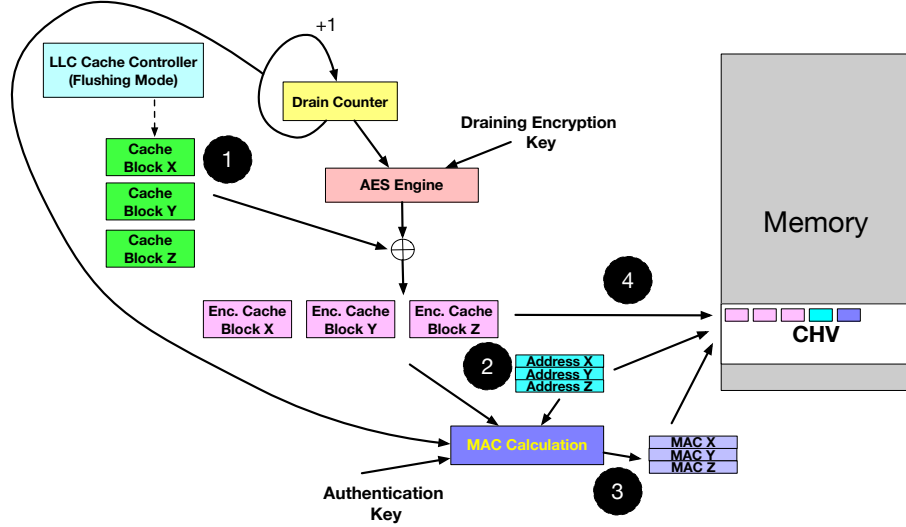 +1
LLC Cache Controller
(Flushing Mode)
Drain Counter
Draining Encryption
Key
Cache
Block X
1
AES Engine
Cache
Block Y
Memory
Cache
Block Z
4
Enc. Cache
Block X
Enc. Cache
Block Y
Enc. Cache
Block Z
CHV
2
Address X
Address Y
Address Z
MAC Calculation
MAC X
MAC Y
MAC Z
3
Authentication
Key